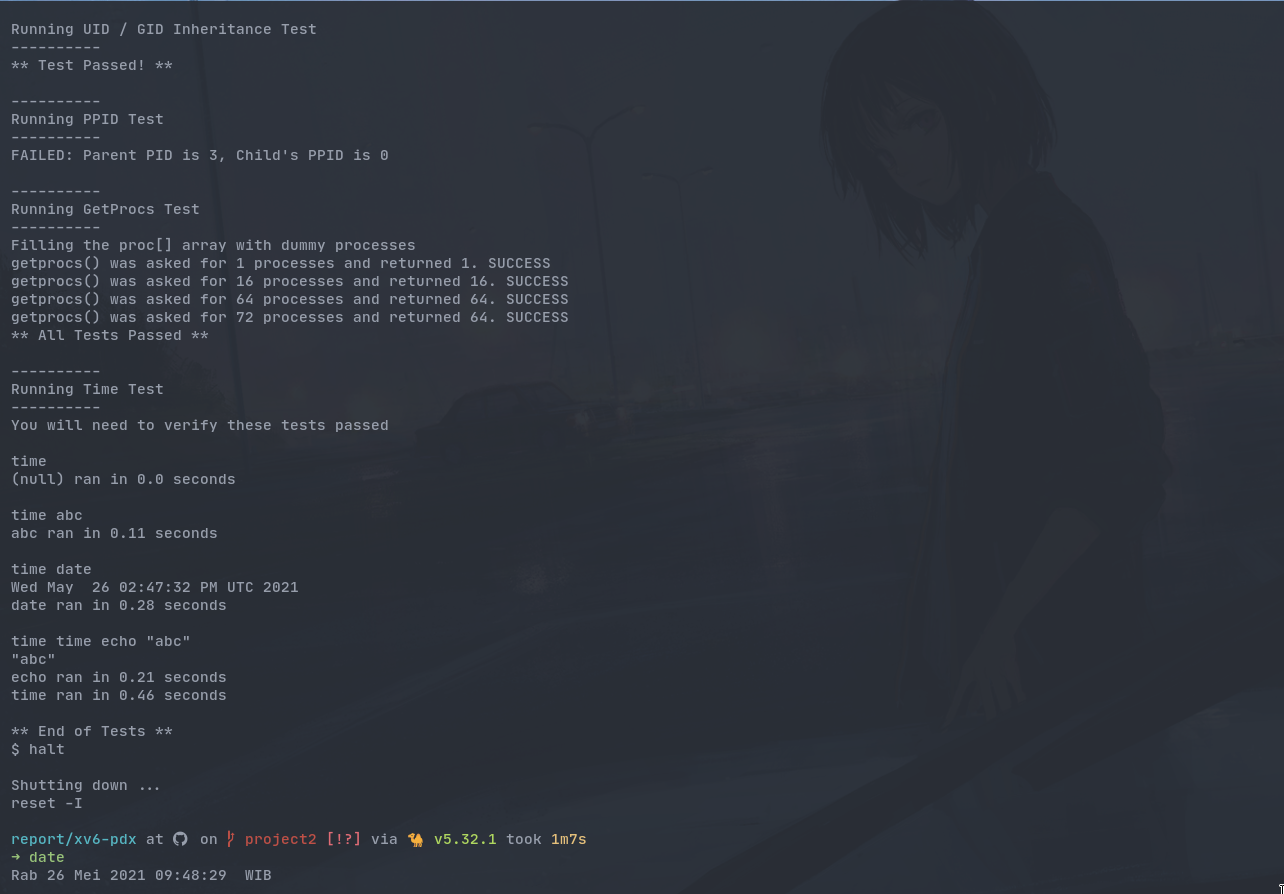 Running UID / GID Inheritance Test
----------
** Test Passed! **
----------
Running PPID Test
----------
FAILED: Parent PID is 3, Child's PPID is 0
----------
Running GetProcs Test
----------
Filling the proc[] array with dummy processes
getprocs() was asked for 1 processes and returned 1. SUCCESS
getprocs() was asked for 16 processes and returned 16. SUCCESS
getprocs() was asked for 64 processes and returned 64. SUCCESS
getprocs() was asked for 72 processes and returned 64. SUCCESS
** All Tests Passed **
----------
Running Time Test
----------
You will need to verify these tests passed
time
(null) ran in 0.0 seconds
time abc
abc ran in 0.11 seconds
time date
Wed May  26 02:47:32 PM UTC 2021
date ran in 0.28 seconds
time time echo "abc"
"abc"
echo ran in 0.21 seconds
time ran in 0.46 seconds
** End of Tests **
$ halt
Shutting down ...
reset -I
report/xv6-pdx at on project2 [!?] via 🐪 v5.32.1 took 1m7s
→ date
Rab 26 Mei 2021 09:48:29  WIB